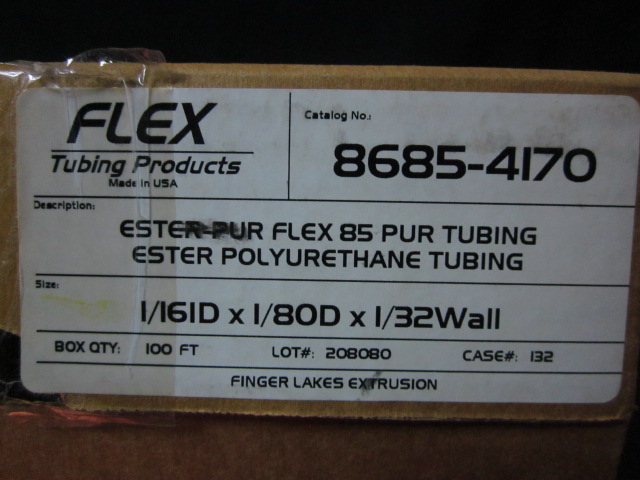 FLEX
Tubing Products
Made in USA
Catalog No.:
8685-4170
Description:
ESTER-PUR FLEX 85 PUR TUBING
ESTER POLYURETHANE TUBING
Size:
1/16ID x 1/8OD x 1/32Wall
BOX QTY: 100 FT LOT#: 208080 CASE#: 132
FINGER LAKES EXTRUSION